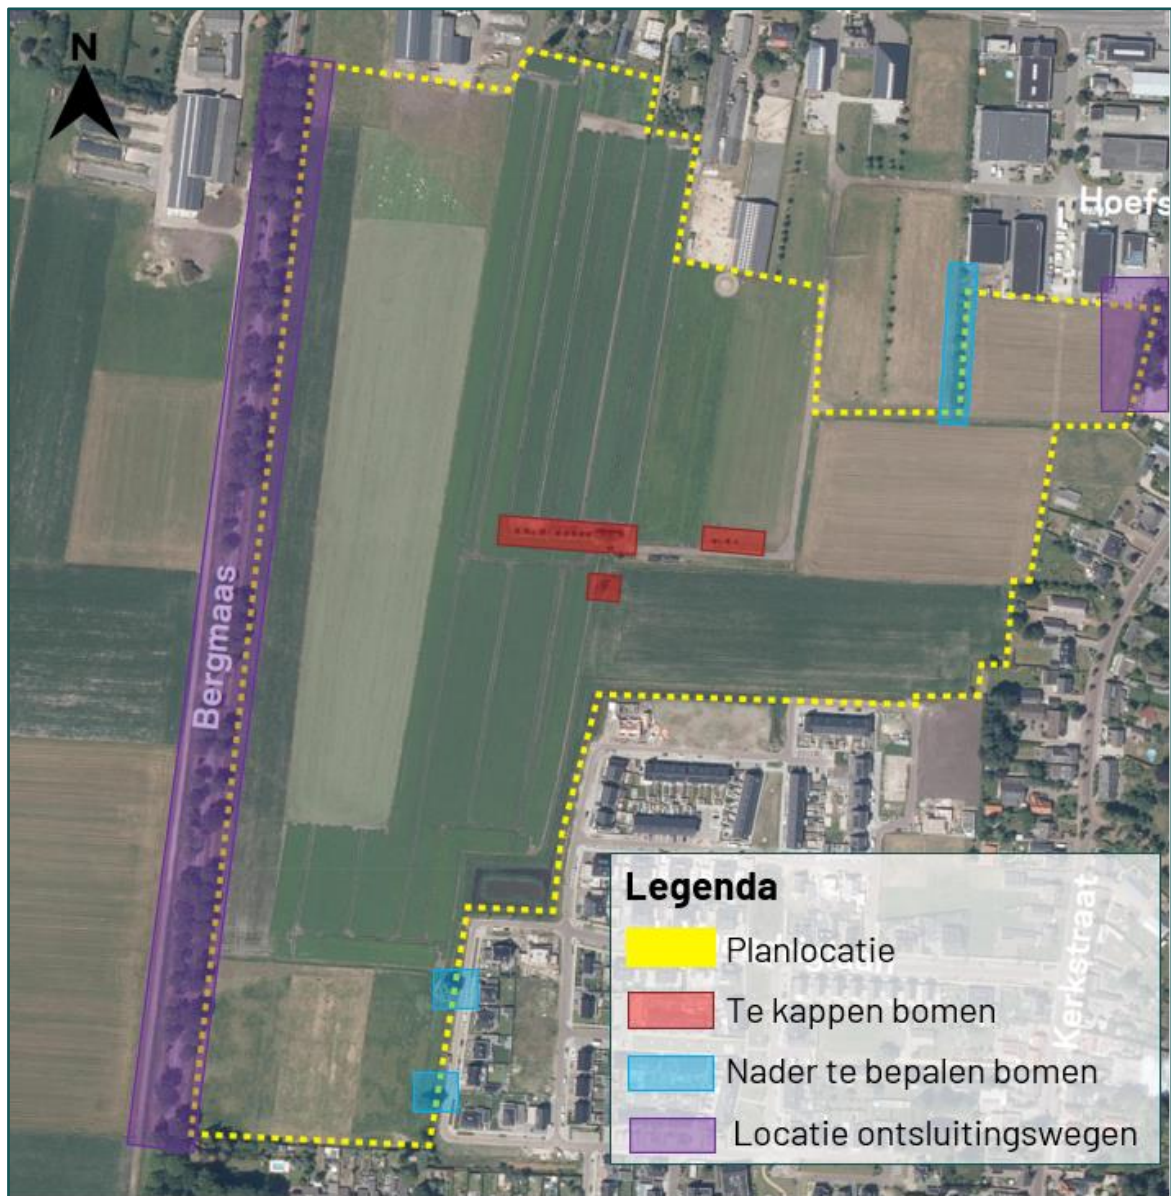 N
Hoefs
Bergmaas
Legenda
Planlocatie
Te kappen bomen
Nader te bepalen bomen
Locatie ontsluitingswegen
Kerkstraat